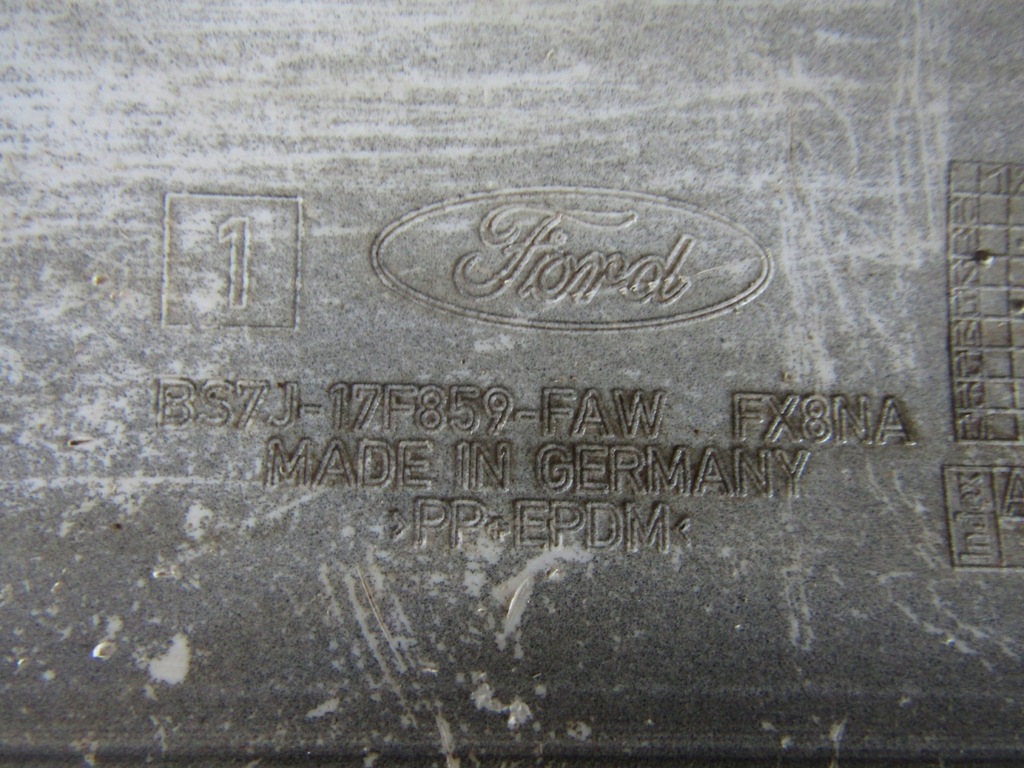 1
Ford
BS7J-17F859-FAW FX8NA
MADE IN GERMANY
>PP+EPDM<